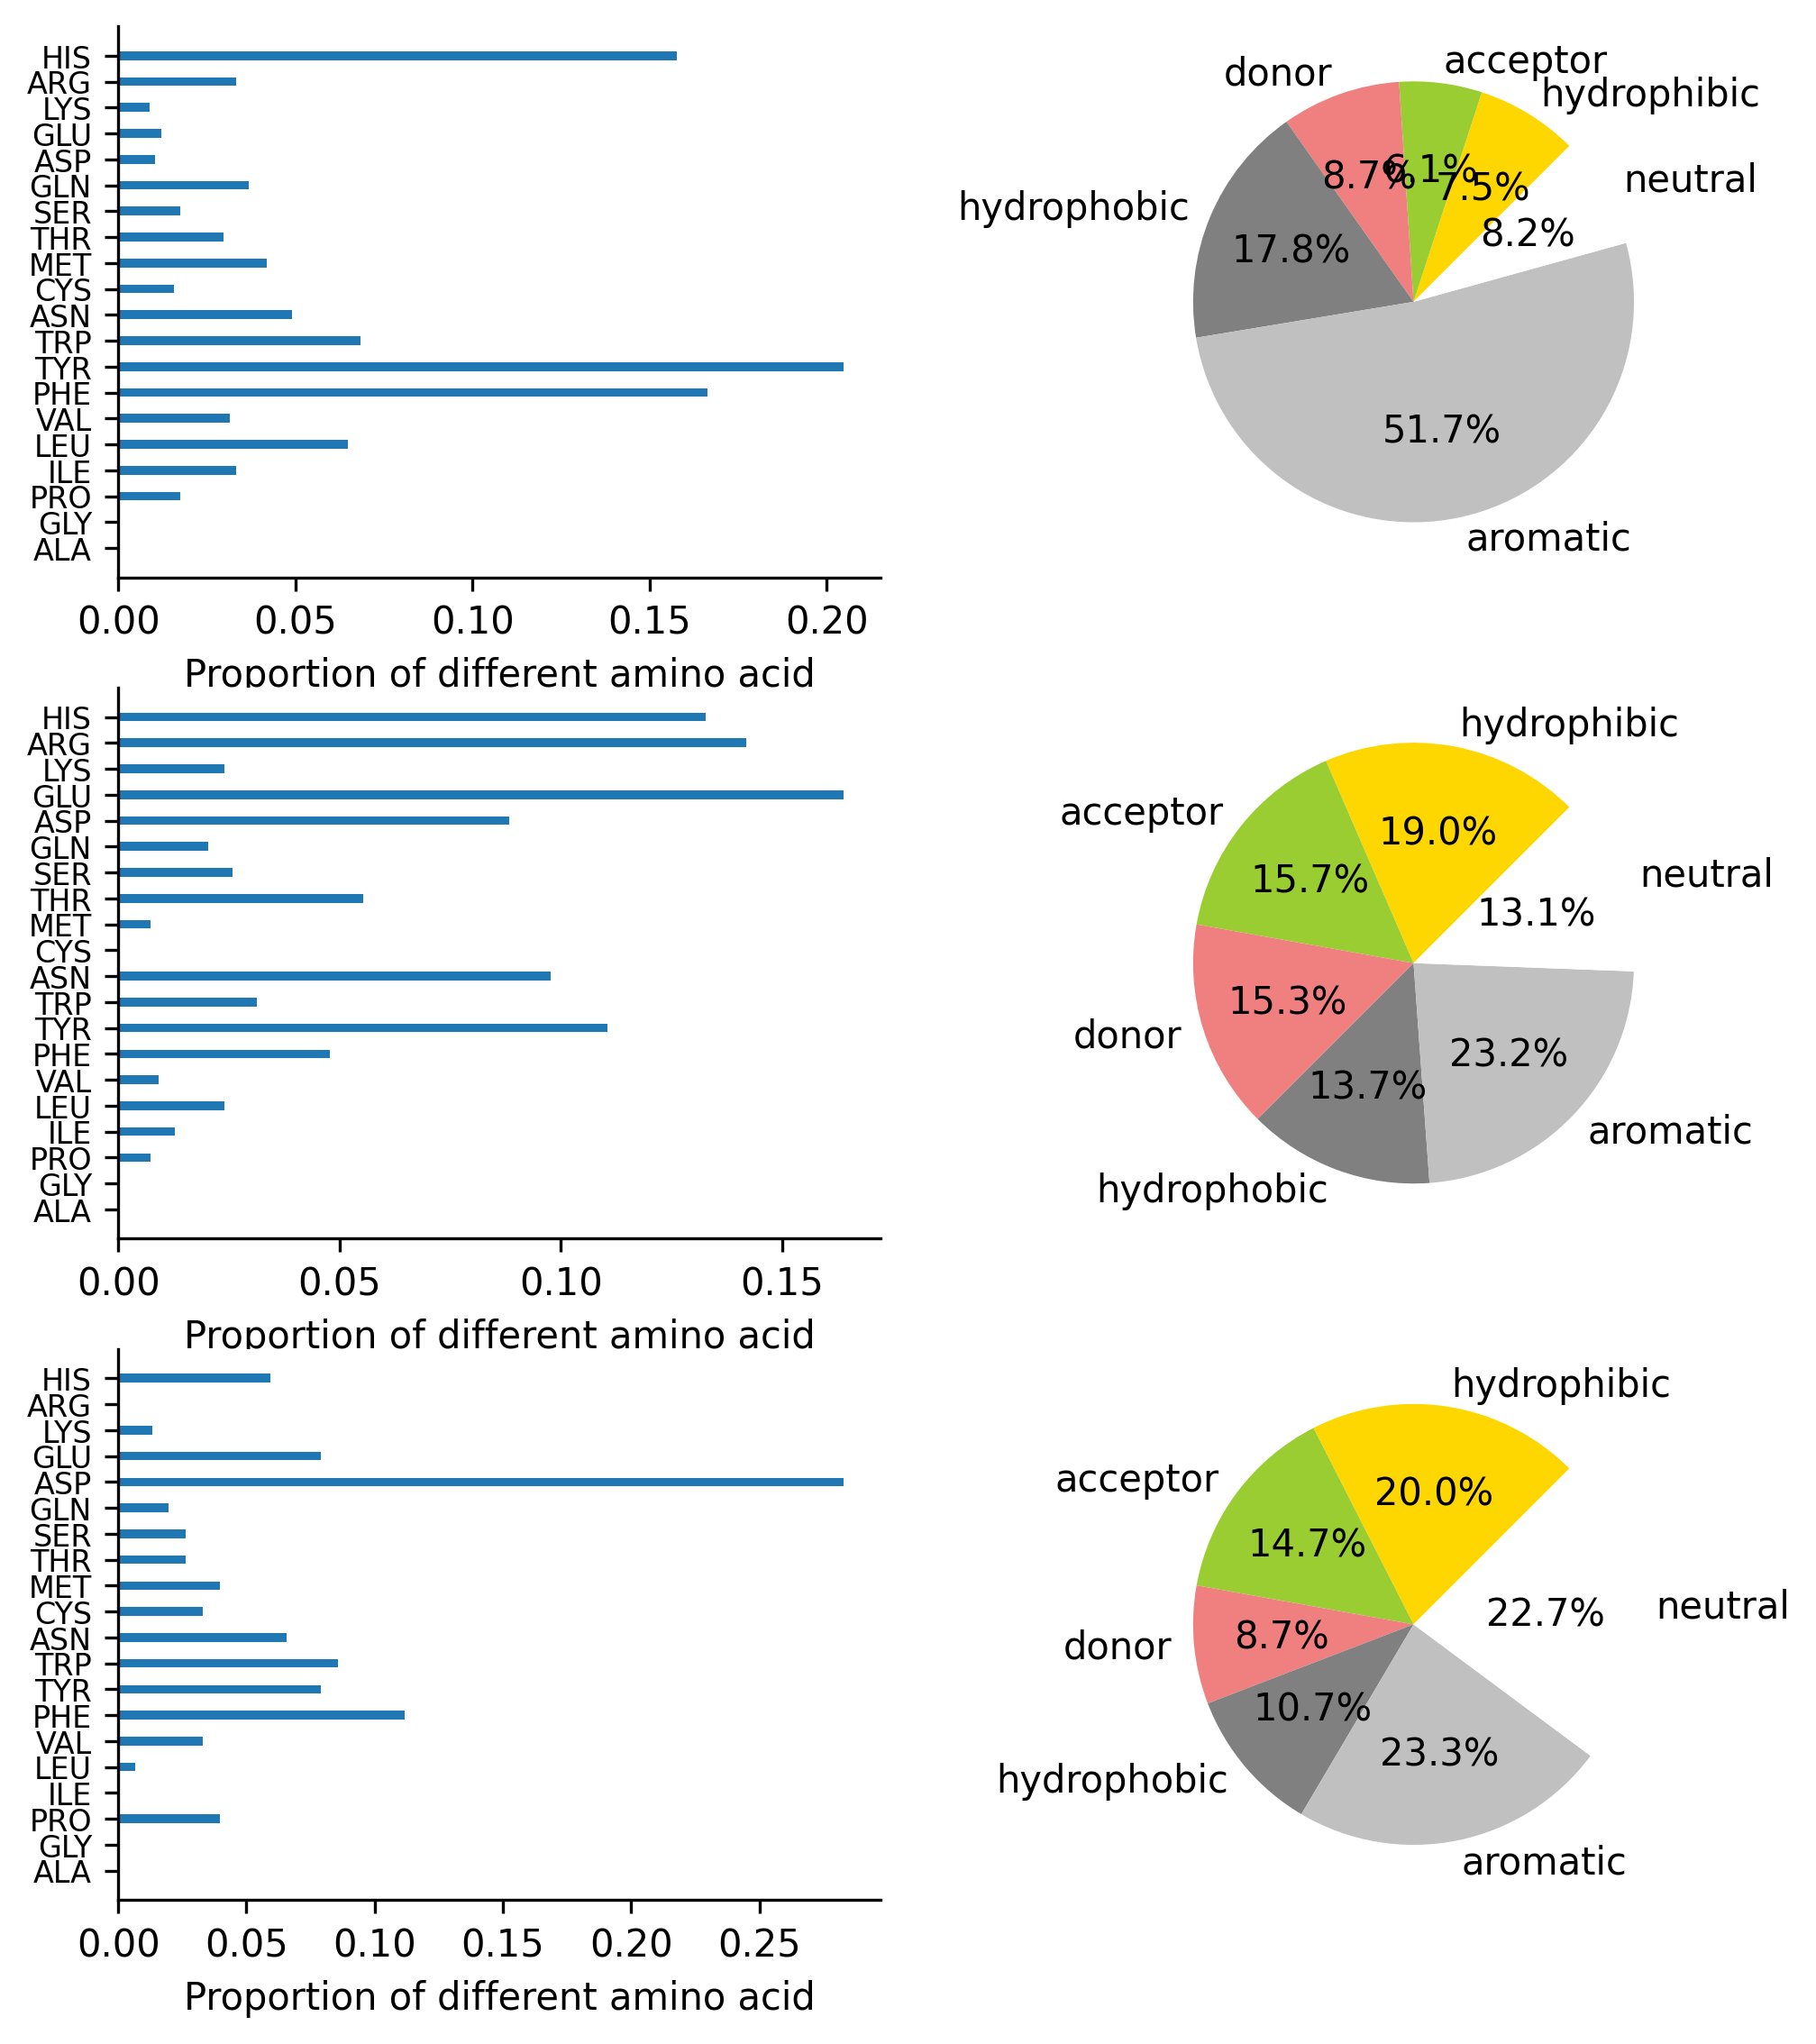 HIS
ARG
LYS
GLU
ASP
GLN
SER
THR
MET
CYS
ASN
TRP
TYR
PHE
VAL
LEU
ILE
PRO
GLY
ALA
0.00 0.05 0.10 0.15 0.20
Proportion of different amino acid
acceptor
donor
hydrophibic
neutral
hydrophobic
8.7%
6.1%
7.5%
8.2%
17.8%
51.7%
aromatic
HIS
ARG
LYS
GLU
ASP
GLN
SER
THR
MET
CYS
ASN
TRP
TYR
PHE
VAL
LEU
ILE
PRO
GLY
ALA
0.00 0.05 0.10 0.15
Proportion of different amino acid
hydrophibic
acceptor
19.0%
neutral
15.7%
13.1%
15.3%
donor
23.2%
13.7%
aromatic
hydrophobic
HIS
ARG
LYS
GLU
ASP
GLN
SER
THR
MET
CYS
ASN
TRP
TYR
PHE
VAL
LEU
ILE
PRO
GLY
ALA
0.00 0.05 0.10 0.15 0.20 0.25
Proportion of different amino acid
hydrophibic
acceptor
20.0%
14.7%
neutral
22.7%
8.7%
donor
10.7%
23.3%
hydrophobic
aromatic